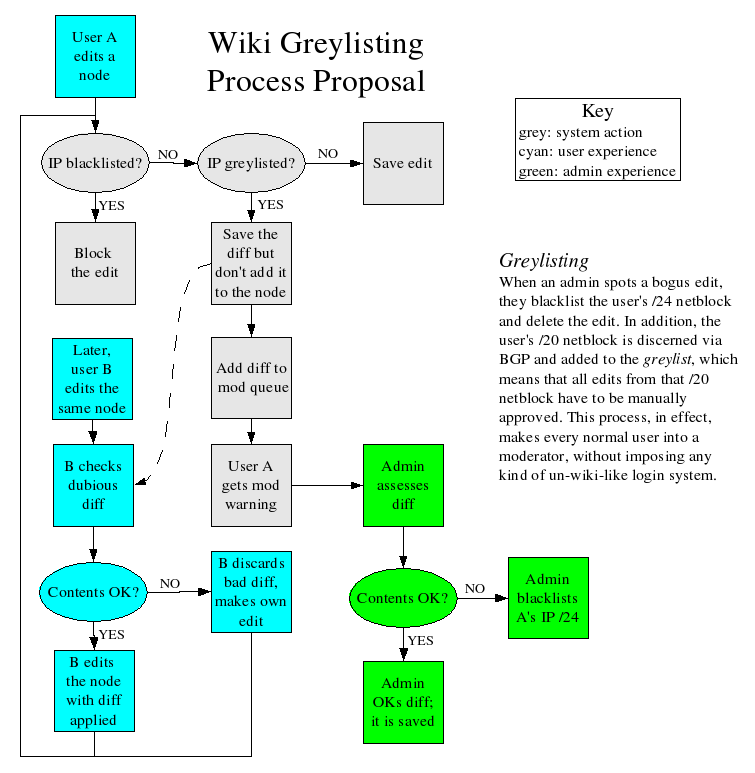 Wiki Greylisting
Process Proposal
User A
edits a
node
Key
grey: system action
cyan: user experience
green: admin experience
IP blacklisted?
NO
IP greylisted?
NO
Save edit
YES
YES
Block
the edit
Save the
diff but
don't add it
to the node
Greylisting
When an admin spots a bogus edit,
they blacklist the user's /24 netblock
and delete the edit. In addition, the
user's /20 netblock is discerned via
BGP and added to the greylist, which
means that all edits from that /20
netblock have to be manually
approved. This process, in effect,
makes every normal user into a
moderator, without imposing any
kind of un-wiki-like login system.
Later,
user B
edits the
same node
Add diff to
mod queue
B checks
dubious
diff
User A
gets mod
warning
Admin
assesses
diff
Contents OK?
NO
B discards
bad diff,
makes own
edit
Contents OK?
NO
Admin
blacklists
A's IP /24
YES
YES
B edits
the node
with diff
applied
Admin
OKs diff;
it is saved